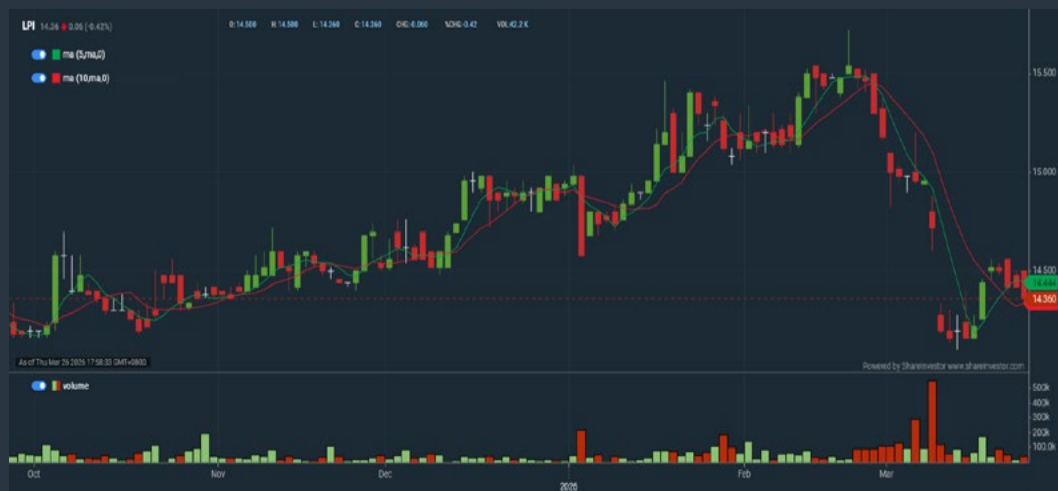 LPI 14.36 0.06 (-0.42%) O:14.500 H:14.500 L:14.360 C:14.360 CHG:-0.060 %CHG:-0.42 VOL:42.2 K
ma (5,ma,0)
ma (10,ma,0)
15.500
15.000
14.500
14.444
14.360
As of Thu Mar 26 2026 17:58:33 GMT+0800
Powered by ShareInvestor www.shareinvestor.com
volume
500k
400k
300k
200k
100.0k
Oct Nov Dec 2026 Feb Mar